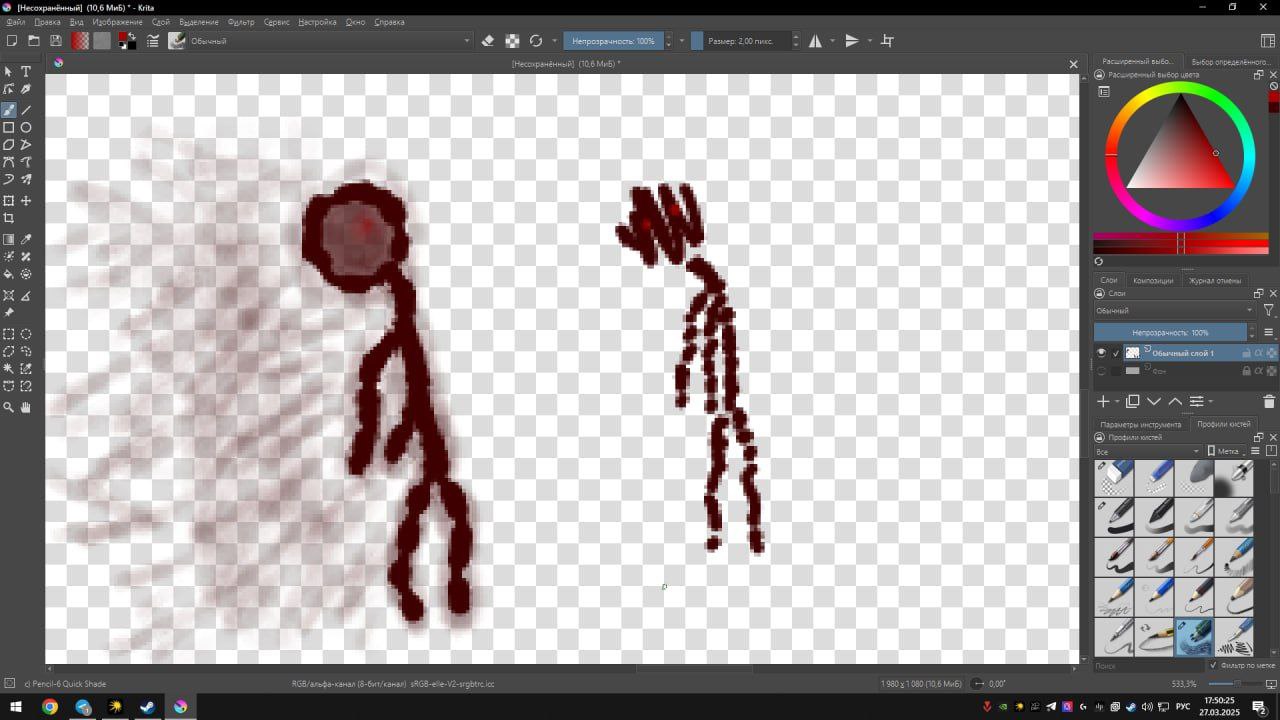 [Несохранённый] (10,6 МиБ) * - Krita
Файл Правка Вид Изображение Слой Выделение Фильтр Сервис Настройка Окно Справка
Обычный
Непрозрачность: 100%
Размер: 2,00 пикс.
[Несохранённый] (10,6 МиБ) *
Расширенный выбо...
Выбор определённого...
Расширенный выбор цвета
Слои Композиции Журнал отмены
Слои
Обычный
Непрозрачность: 100%
Обычный слой 1
Фон
Параметры инструмента Профили кистей
Профили кистей
Все
Метка
Поиск
Фильтр по метке
c) Pencil-6 Quick Shade
RGB/альфа-канал (8-бит/канал) sRGB-elle-V2-srgbtrc.icc
1 980 x 1 080 (10,6 МиБ)
0,00°
533,3%
РУС
17:50:25
27.03.2025